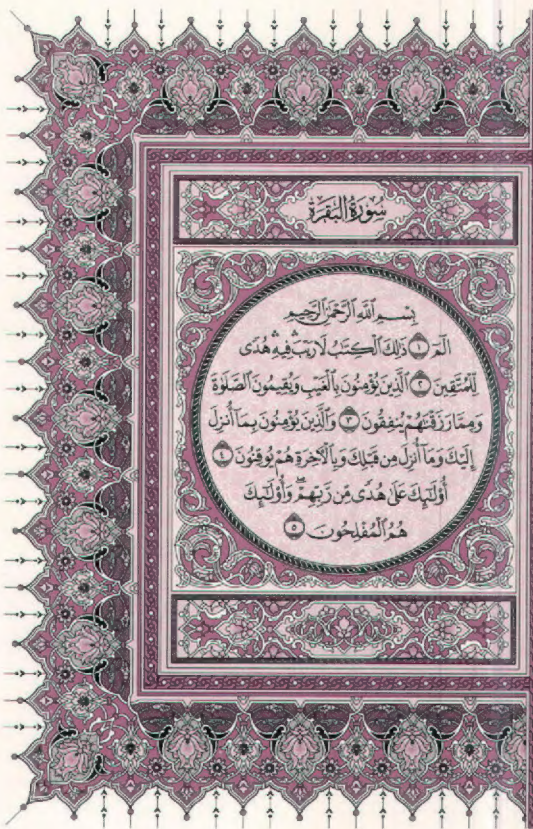 سُورَةُ البَقَرَةِ
بِسْمِ ٱللَّهِ ٱلرَّحْمَٰنِ ٱلرَّحِيمِ
الٓمٓ ۝١ ذَٰلِكَ ٱلْكِتَٰبُ لَا رَيْبَ ۛ فِيهِ ۛ هُدًى
لِّلْمُتَّقِينَ ۝٢ ٱلَّذِينَ يُؤْمِنُونَ بِٱلْغَيْبِ وَيُقِيمُونَ ٱلصَّلَوٰةَ
وَمِمَّا رَزَقْنَٰهُمْ يُنفِقُونَ ۝٣ وَٱلَّذِينَ يُؤْمِنُونَ بِمَآ أُنزِلَ
إِلَيْكَ وَمَآ أُنزِلَ مِن قَبْلِكَ وَبِٱلْأَخِرَةِ هُمْ يُوقِنُونَ ۝٤
أُو۟لَٰٓئِكَ عَلَىٰ هُدًى مِّن رَّبِّهِمْ ۖ وَأُو۟لَٰٓئِكَ
هُمُ ٱلْمُفْلِحُونَ ۝٥